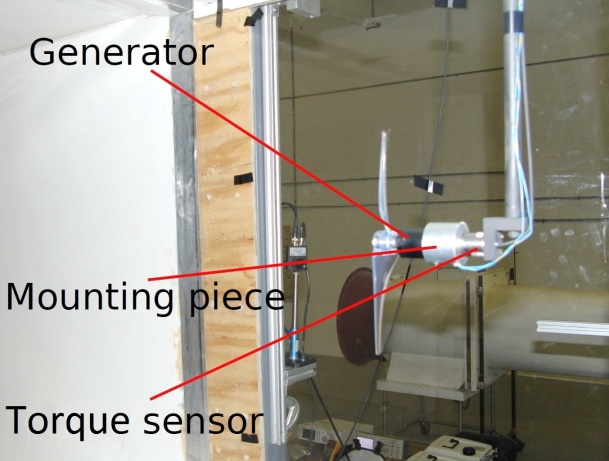 Generator
Mounting piece
Torque sensor